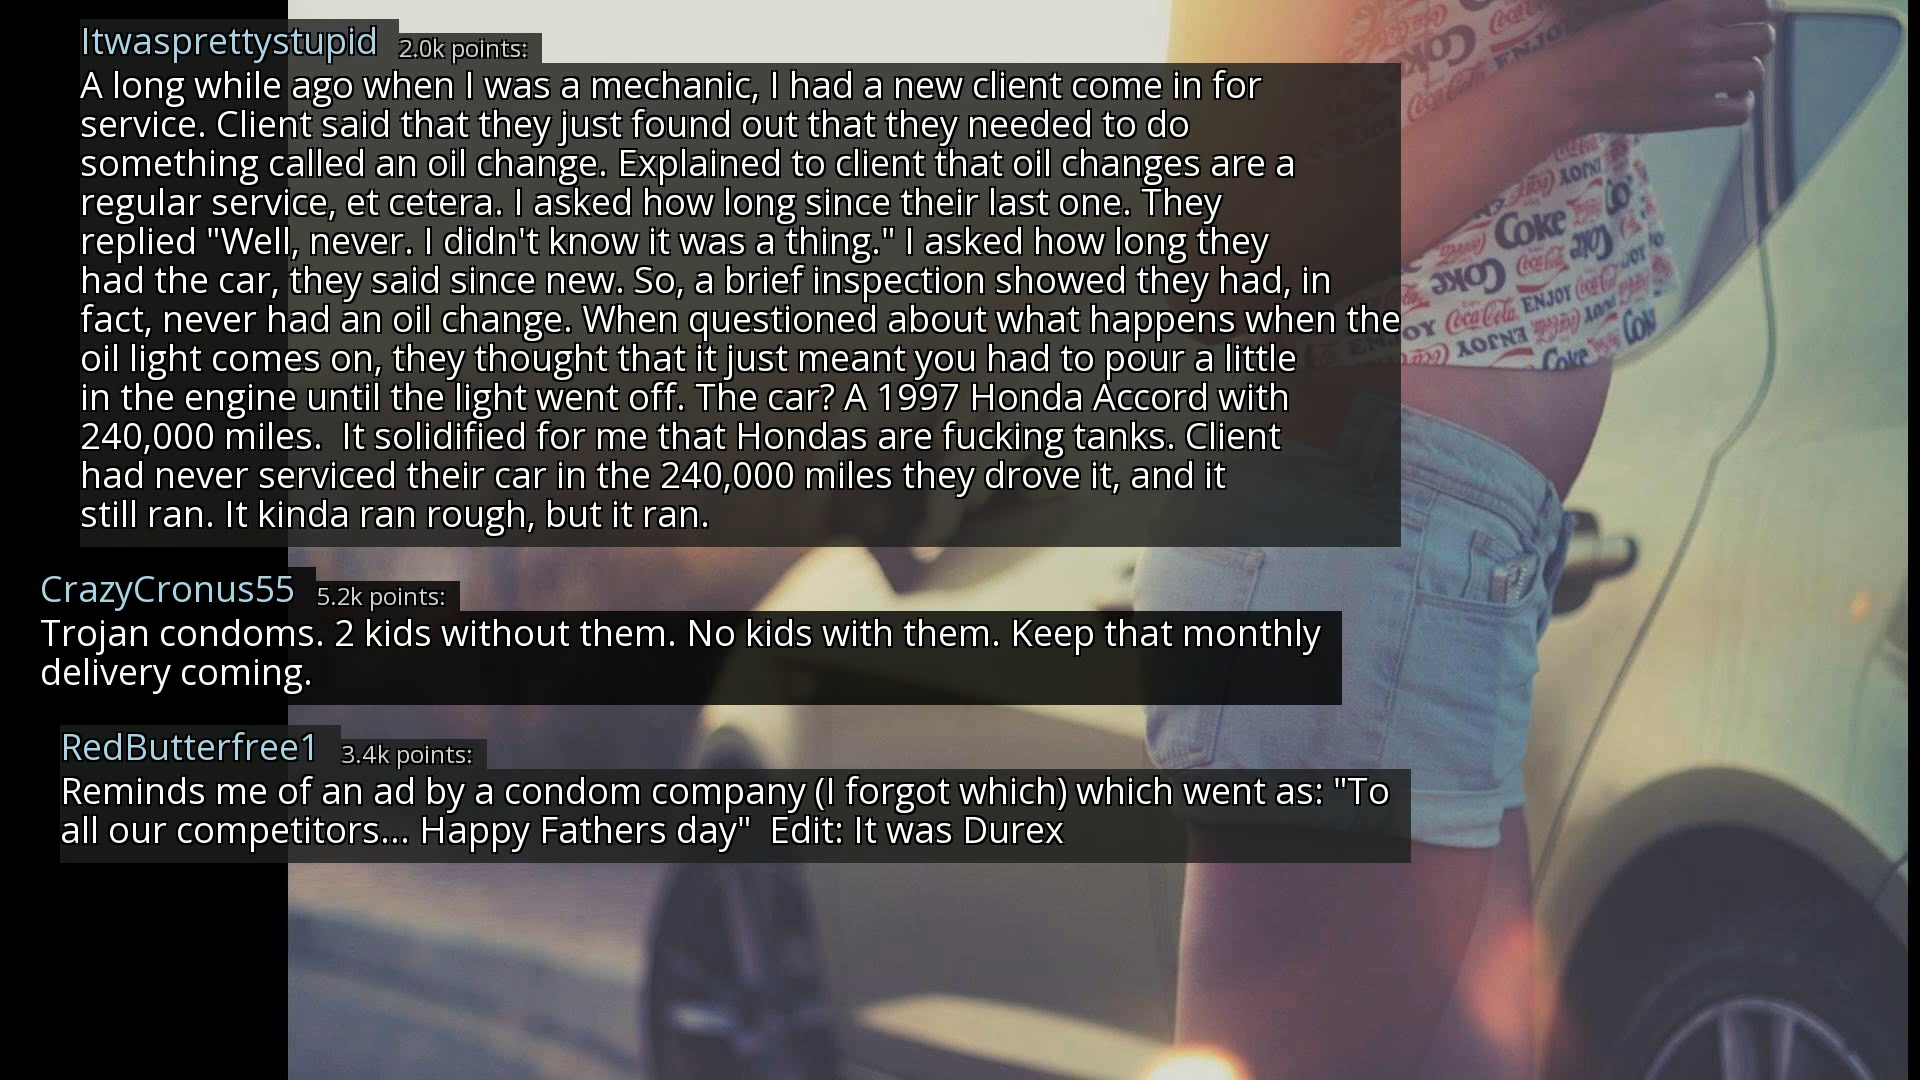 Itwasprettystupid 2.0k points:
A long while ago when I was a mechanic, I had a new client come in for
service. Client said that they just found out that they needed to do
something called an oil change. Explained to client that oil changes are a
regular service, et cetera. I asked how long since their last one. They
replied "Well, never. I didn't know it was a thing." I asked how long they
had the car, they said since new. So, a brief inspection showed they had, in
fact, never had an oil change. When questioned about what happens when the
oil light comes on, they thought that it just meant you had to pour a little
in the engine until the light went off. The car? A 1997 Honda Accord with
240,000 miles.  It solidified for me that Hondas are fucking tanks. Client
had never serviced their car in the 240,000 miles they drove it, and it
still ran. It kinda ran rough, but it ran.
CrazyCronus55 5.2k points:
Trojan condoms. 2 kids without them. No kids with them. Keep that monthly
delivery coming.
RedButterfree1 3.4k points:
Reminds me of an ad by a condom company (I forgot which) which went as: "To
all our competitors... Happy Fathers day"  Edit: It was Durex
Coke
Coca-Cola
ENJOY
Coke
Coca-Cola
ENJOY
Coke